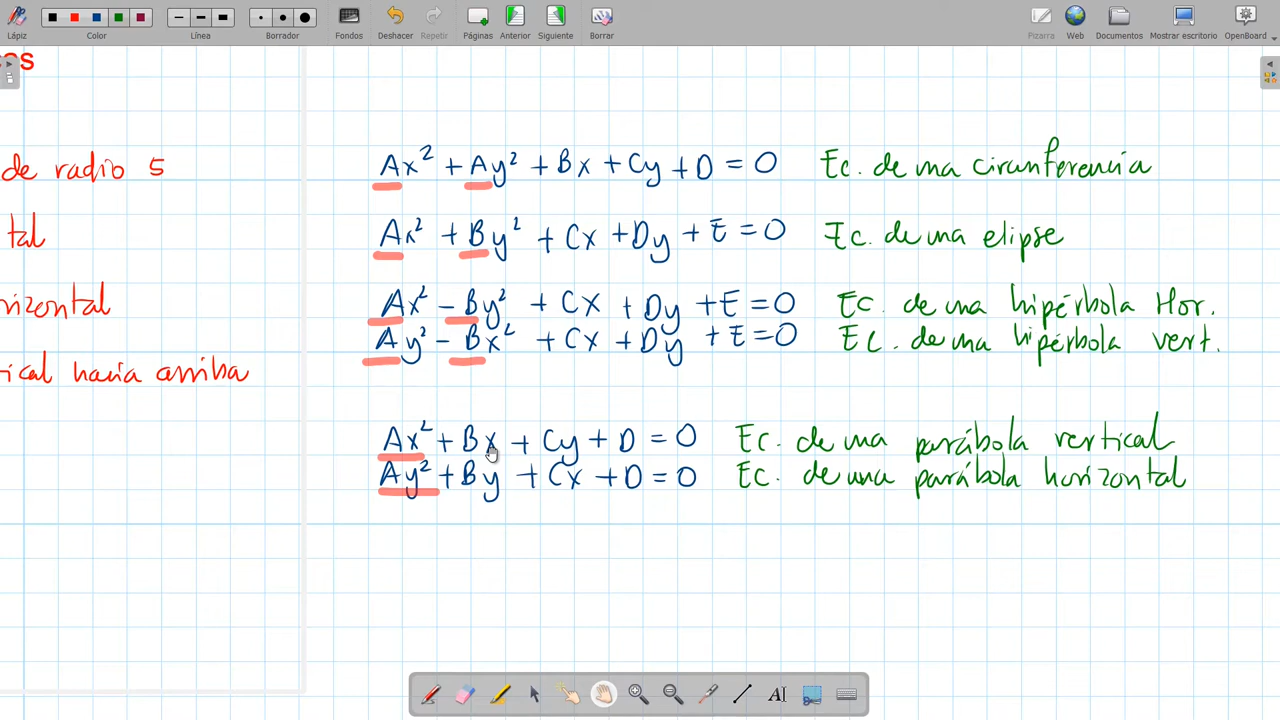 Lápiz Color Línea Borrador Fondos Deshacer Repetir Páginas Anterior Siguiente Borrar Pizarra Web Documentos Mostrar escritorio OpenBoard
os
de radio 5
tal
rizontal
ical hacia arriba
Ax² + Ay² + Bx + Cy + D = 0 Ec. de una circunferencia
Ax² + By² + Cx + Dy + E = 0 Ec. de una elipse
Ax² - By² + Cx + Dy + E = 0 Ec. de una hipérbola Hor.
Ay² - Bx² + Cx + Dy + E = 0 Ec. de una hipérbola vert.
Ax² + Bx + Cy + D = 0 Ec. de una parábola vertical
Ay² + By + Cx + D = 0 Ec. de una parábola horizontal
AI